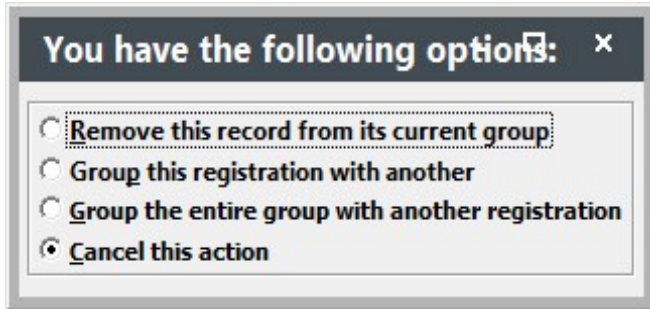 You have the following options:
Remove this record from its current group
Group this registration with another
Group the entire group with another registration
Cancel this action